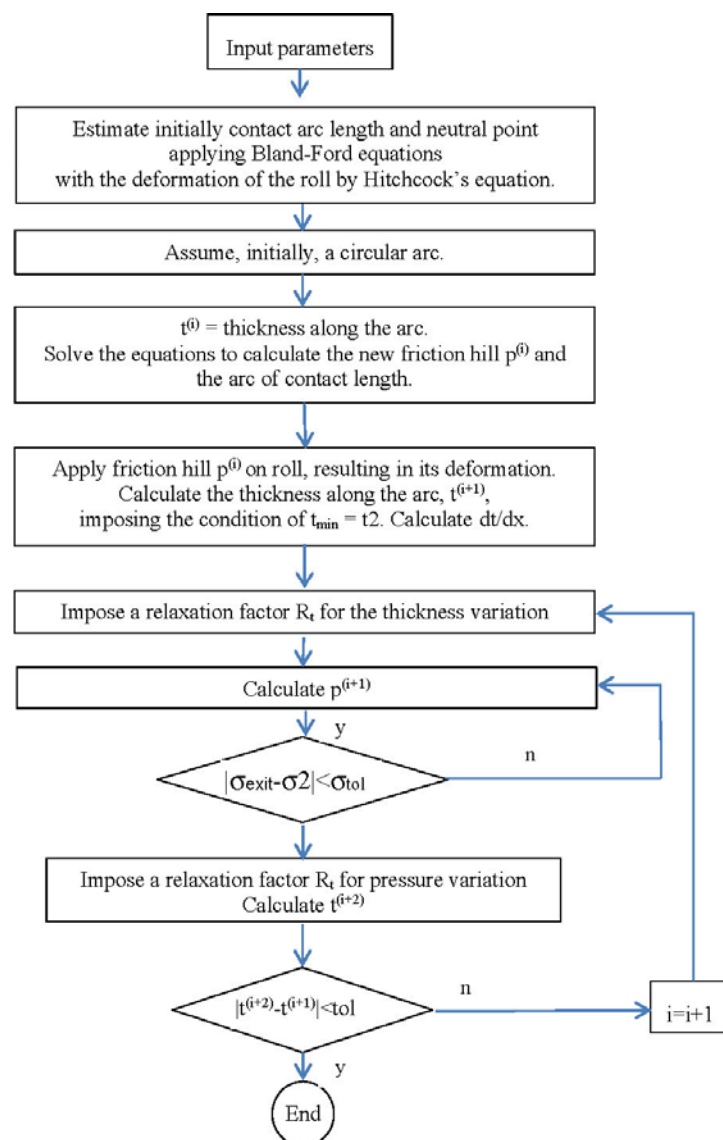 Input parameters
Estimate initially contact arc length and neutral point
applying Bland-Ford equations
with the deformation of the roll by Hitchcock’s equation.
Assume, initially, a circular arc.
t⁽ⁱ⁾ = thickness along the arc.
Solve the equations to calculate the new friction hill p⁽ⁱ⁾ and
the arc of contact length.
Apply friction hill p⁽ⁱ⁾ on roll, resulting in its deformation.
Calculate the thickness along the arc, t⁽ⁱ⁺¹⁾,
imposing the condition of tₘᵢₙ = t2. Calculate dt/dx.
Impose a relaxation factor Rₜ for the thickness variation
Calculate p⁽ⁱ⁺¹⁾
y
n
|σexit-σ2|<σtol
Impose a relaxation factor Rₜ for pressure variation
Calculate t⁽ⁱ⁺²⁾
n
|t⁽ⁱ⁺²⁾-t⁽ⁱ⁺¹⁾|<tol
i=i+1
y
End